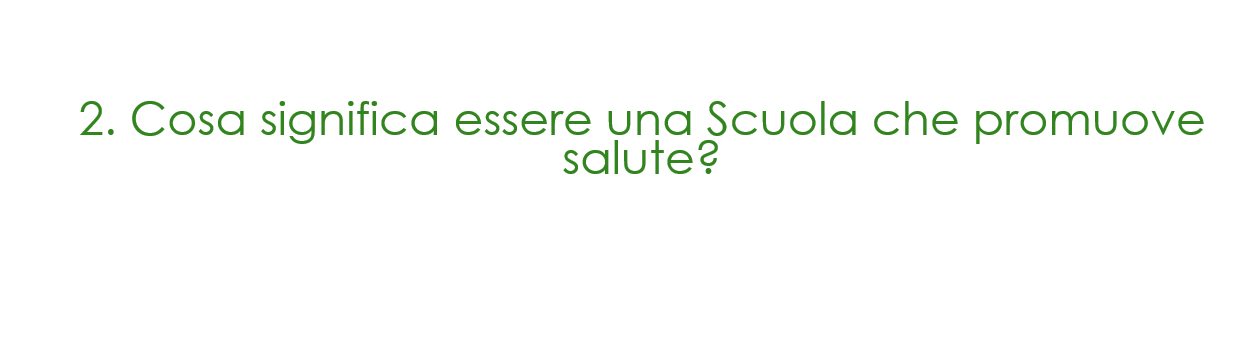 2. Cosa significa essere una Scuola che promuove
salute?